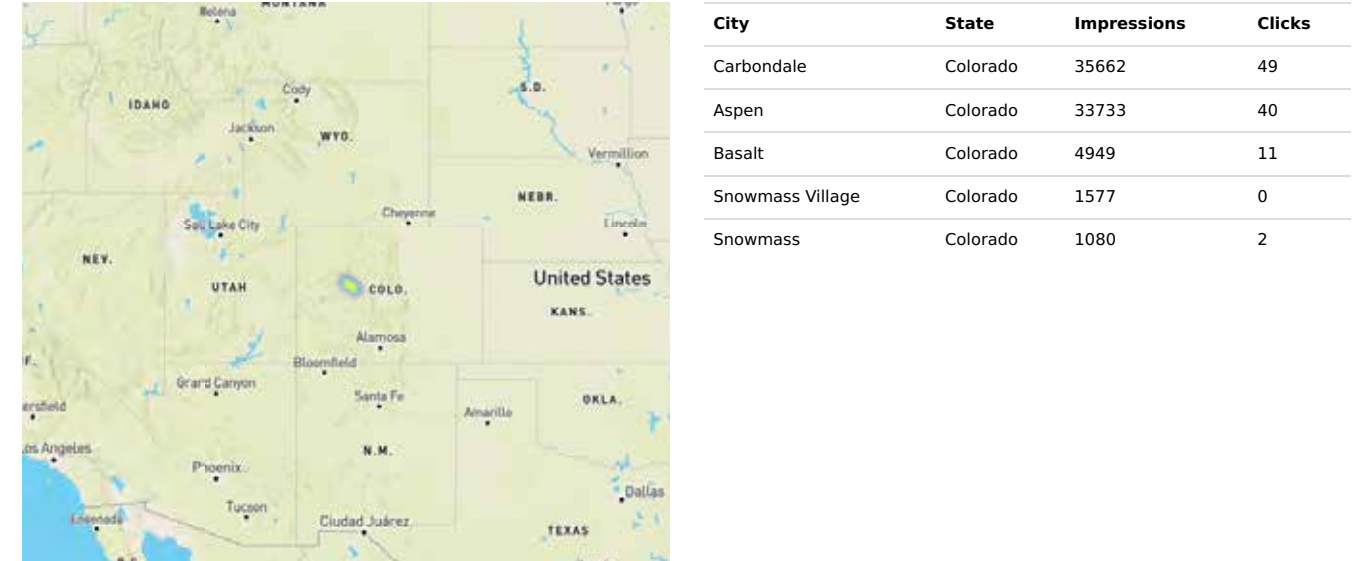 Helena
MONTANA
S.D.
Cody
IDAHO
Jackson
WYO.
Vermillion
NEBR.
Cheyenne
Salt Lake City
Lincoln
NEV.
United States
UTAH
COLO.
KANS.
Alamosa
Bloomfield
Grand Canyon
Santa Fe
OKLA.
ersfield
Amarillo
os Angeles
N.M.
Phoenix
Dallas
Tucson
Ensenada
Ciudad Juárez
TEXAS
City State Impressions Clicks
Carbondale Colorado 35662 49
Aspen Colorado 33733 40
Basalt Colorado 4949 11
Snowmass Village Colorado 1577 0
Snowmass Colorado 1080 2